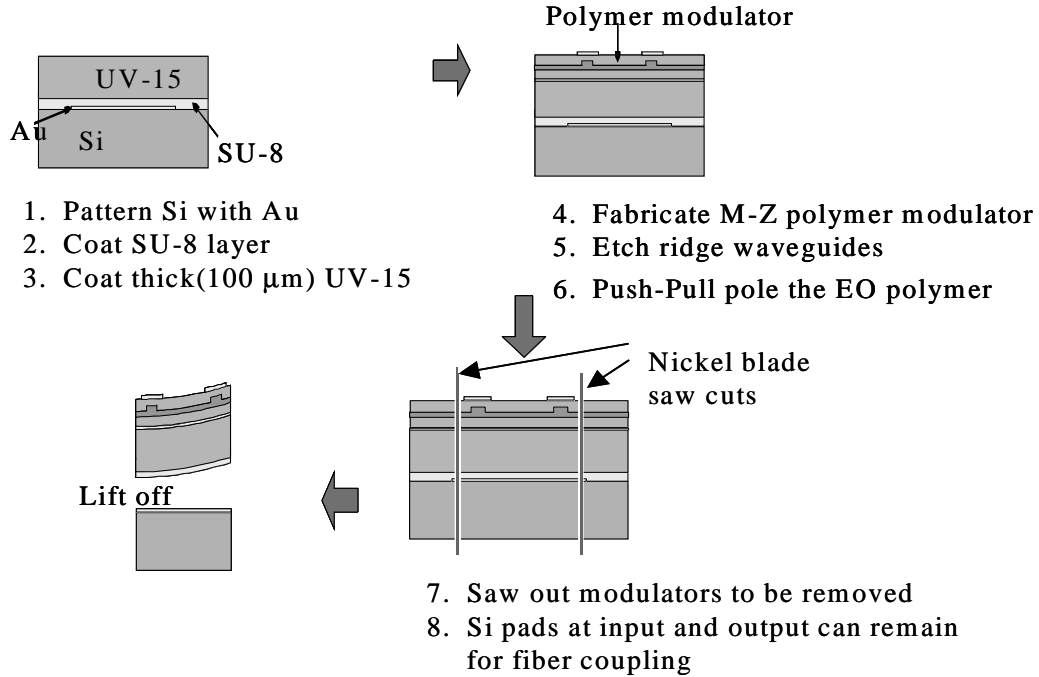 Polymer modulator
UV-15
Au
Si
SU-8
1. Pattern Si with Au
2. Coat SU-8 layer
3. Coat thick(100 μm) UV-15
4. Fabricate M-Z polymer modulator
5. Etch ridge waveguides
6. Push-Pull pole the EO polymer
Nickel blade
saw cuts
Lift off
7. Saw out modulators to be removed
8. Si pads at input and output can remain
for fiber coupling